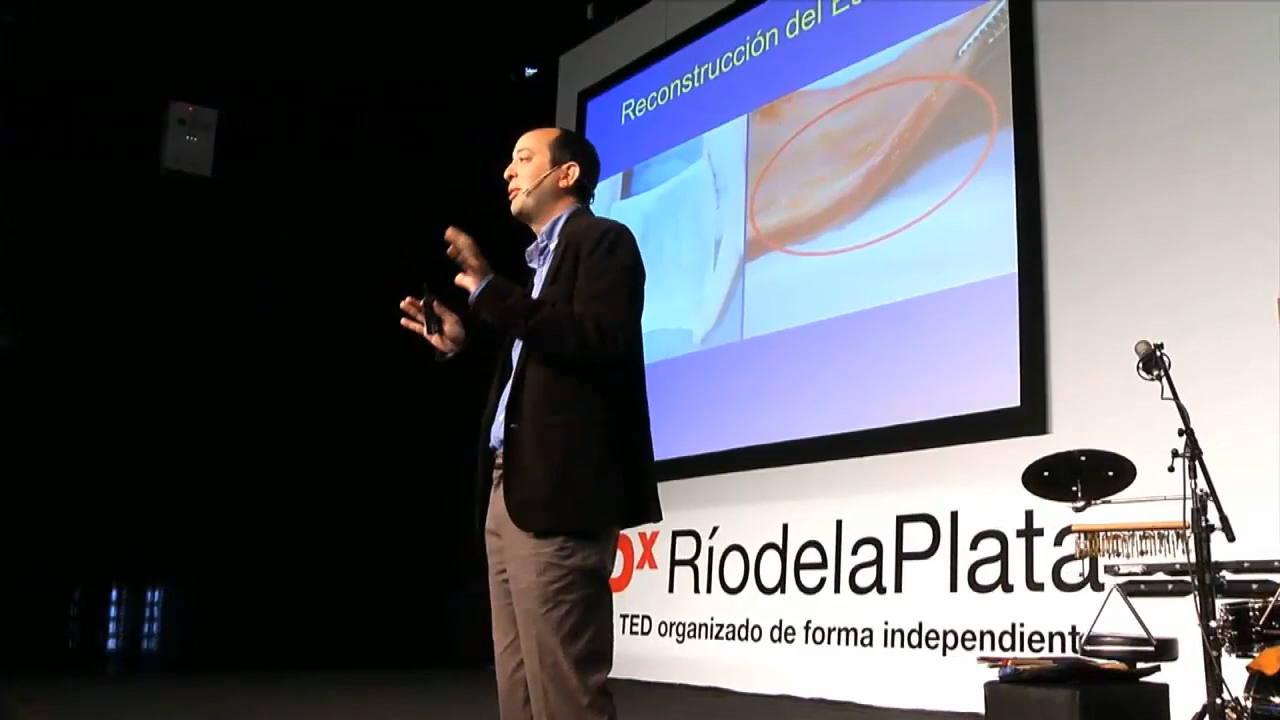 Reconstrucción del
x RíodelaPlata
TED organizado de forma independient